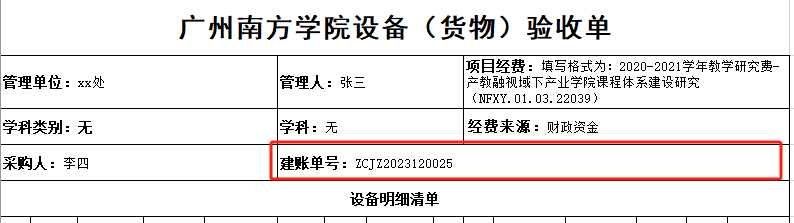 广州南方学院设备（货物）验收单
管理单位：xx处
管理人：张三
项目经费：填写格式为：2020-2021学年教学研究费-
产教融视域下产业学院课程体系建设研究
（NFXY.01.03.22039）
学科类别：无
学科：无
经费来源：财政资金
采购人：李四
建账单号：ZCJZ2023120025
设备明细清单